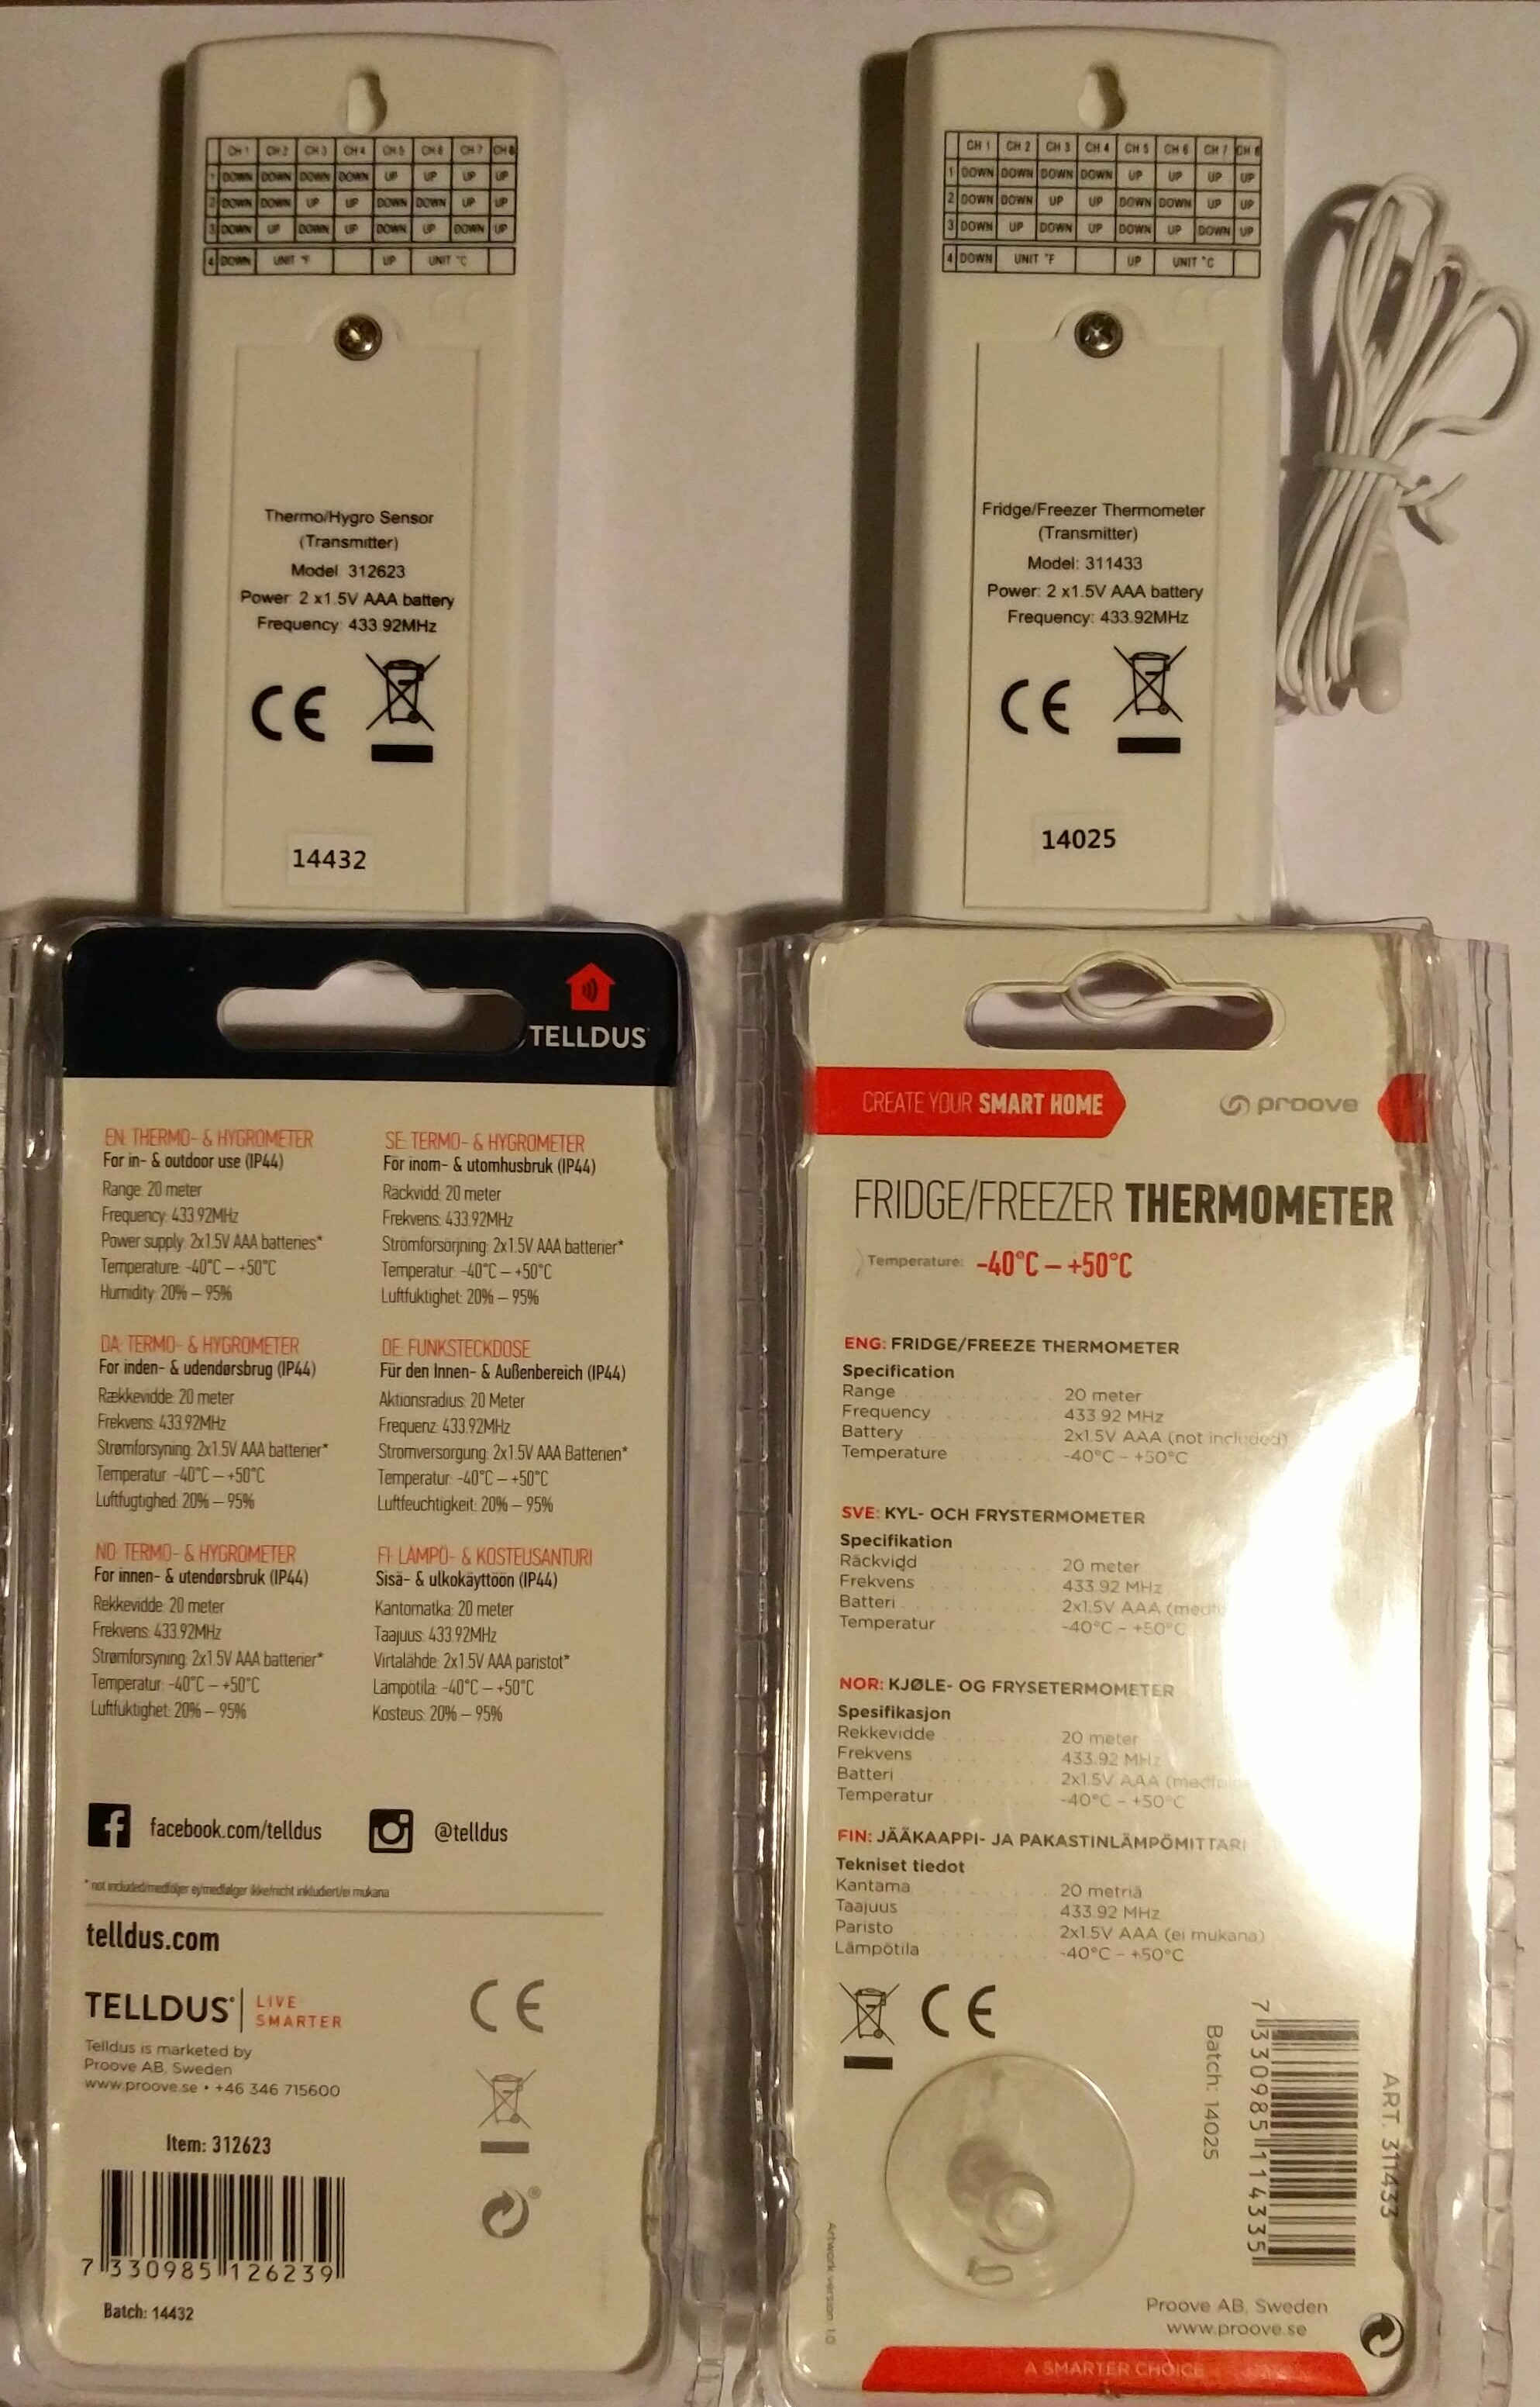 CH 1 CH 2 CH 3 CH 4 CH 5 CH 6 CH 7 CH 8
1 DOWN DOWN DOWN DOWN UP UP UP UP
2 DOWN DOWN UP UP DOWN DOWN UP UP
3 DOWN UP DOWN UP DOWN UP DOWN UP
4 DOWN UNIT °F UP UNIT °C
Thermo/Hygro Sensor
(Transmitter)
Model 312623
Power: 2 x1.5V AAA battery
Frequency: 433.92MHz
CE
14432
CH 1 CH 2 CH 3 CH 4 CH 5 CH 6 CH 7 CH 8
1 DOWN DOWN DOWN DOWN UP UP UP UP
2 DOWN DOWN UP UP DOWN DOWN UP UP
3 DOWN UP DOWN UP DOWN UP DOWN UP
4 DOWN UNIT °F UP UNIT °C
Fridge/Freezer Thermometer
(Transmitter)
Model: 311433
Power: 2 x1.5V AAA battery
Frequency: 433.92MHz
CE
14025
TELLDUS
EN: THERMO- & HYGROMETER
For in- & outdoor use (IP44)
Range: 20 meter
Frequency: 433.92MHz
Power supply: 2x1.5V AAA batteries*
Temperature: -40°C – +50°C
Humidity: 20% – 95%
SE: TERMO- & HYGROMETER
För inom- & utomhusbruk (IP44)
Räckvidd: 20 meter
Frekvens: 433.92MHz
Strömförsörjning: 2x1.5V AAA batterier*
Temperatur: -40°C – +50°C
Luftfuktighet: 20% – 95%
DA: TERMO- & HYGROMETER
For inden- & udendørsbrug (IP44)
Rækkevidde: 20 meter
Frekvens: 433.92MHz
Strømforsyning: 2x1.5V AAA batterier*
Temperatur: -40°C – +50°C
Luftfugtighed: 20% – 95%
DE: FUNKSTECKDOSE
Für den Innen- & Außenbereich (IP44)
Aktionsradius: 20 Meter
Frequenz: 433.92MHz
Stromversorgung: 2x1.5V AAA Batterien*
Temperatur: -40°C – +50°C
Luftfeuchtigkeit: 20% – 95%
NO: TERMO- & HYGROMETER
For innen- & utendørsbruk (IP44)
Rekkevidde: 20 meter
Frekvens: 433.92MHz
Strømforsyning: 2x1.5V AAA batterier*
Temperatur: -40°C – +50°C
Luftfuktighet: 20% – 95%
FI: LÄMPÖ- & KOSTEUSANTURI
Sisä- & ulkokäyttöön (IP44)
Kantomatka: 20 meter
Taajuus: 433.92MHz
Virtalähde: 2x1.5V AAA paristot*
Lämpötila: -40°C – +50°C
Kosteus: 20% – 95%
facebook.com/telldus
@telldus
* not included/medföljer ej/medfølger ikke/nicht inkludiert/ei mukana
telldus.com
TELLDUS | LIVE SMARTER
Telldus is marketed by
Proove AB, Sweden
www.proove.se • +46 346 715600
CE
Item: 312623
7 330985 126239
Batch: 14432
CREATE YOUR SMART HOME
proove
FRIDGE/FREEZER THERMOMETER
Temperature: -40°C – +50°C
ENG: FRIDGE/FREEZE THERMOMETER
Specification
Range 20 meter
Frequency 433.92 MHz
Battery 2x1.5V AAA (not included)
Temperature -40°C – +50°C
SVE: KYL- OCH FRYSTERMOMETER
Specifikation
Räckvidd 20 meter
Frekvens 433.92 MHz
Batteri 2x1.5V AAA
Temperatur -40°C – +50°C
NOR: KJØLE- OG FRYSETERMOMETER
Spesifikasjon
Rekkevidde 20 meter
Frekvens 433.92 MHz
Batteri 2x1.5V AAA
Temperatur -40°C – +50°C
FIN: JÄÄKAAPPI- JA PAKASTINLÄMPÖMITTARI
Tekniset tiedot
Kantama 20 metriä
Taajuus 433.92 MHz
Paristo 2x1.5V AAA (ei mukana)
Lämpötila -40°C – +50°C
CE
Batch: 14025
7 330985 114335
ART. 311433
Artwork version 1.0
Proove AB, Sweden
www.proove.se
A SMARTER CHOICE